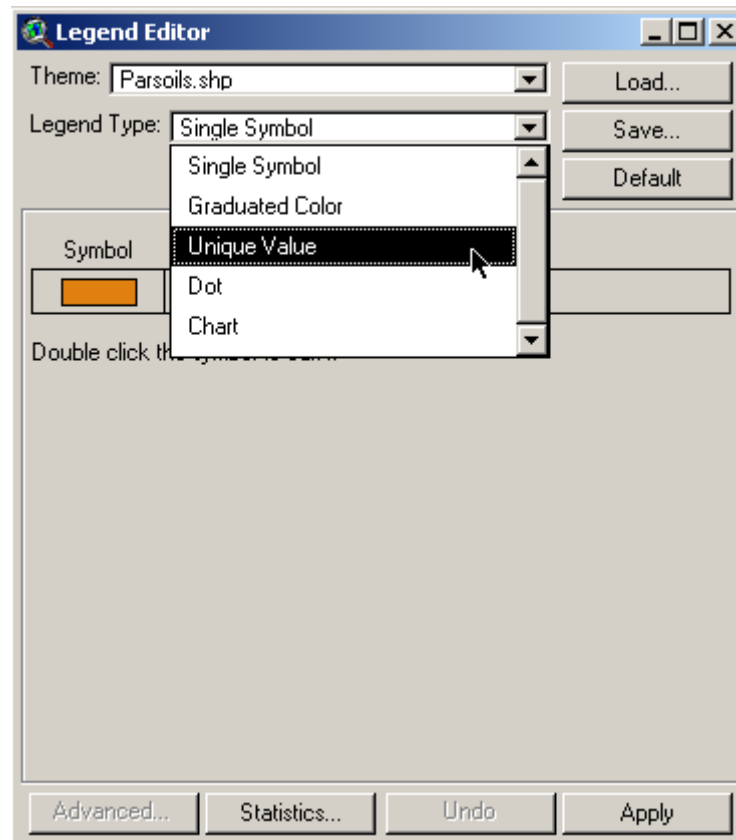 Legend Editor
Theme: Parsoils.shp
Load...
Legend Type: Single Symbol
Save...
Single Symbol
Default
Graduated Color
Symbol
Unique Value
Dot
Chart
Double click th
Advanced...
Statistics...
Undo
Apply